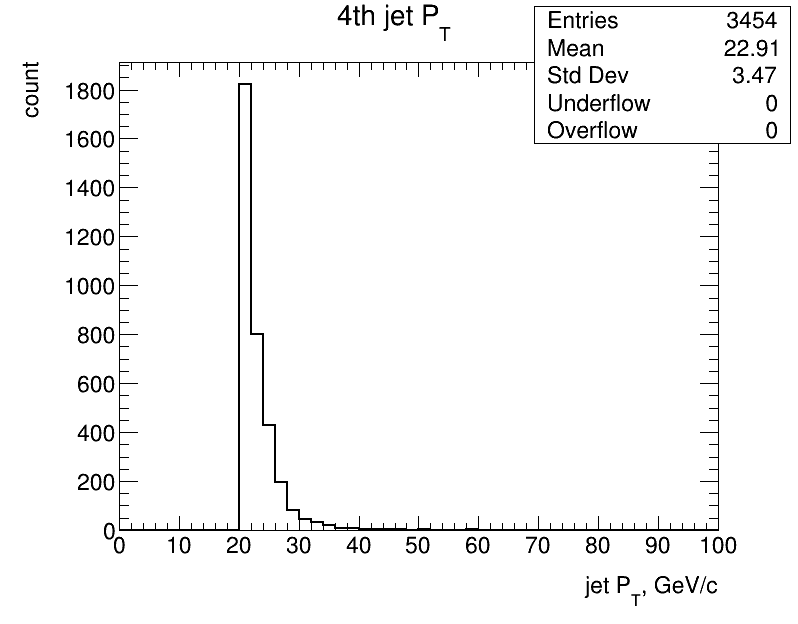 4th jet P_T
Entries 3454
Mean 22.91
Std Dev 3.47
Underflow 0
Overflow 0
count
1800
1600
1400
1200
1000
800
600
400
200
0
0 10 20 30 40 50 60 70 80 90 100
jet P_T, GeV/c